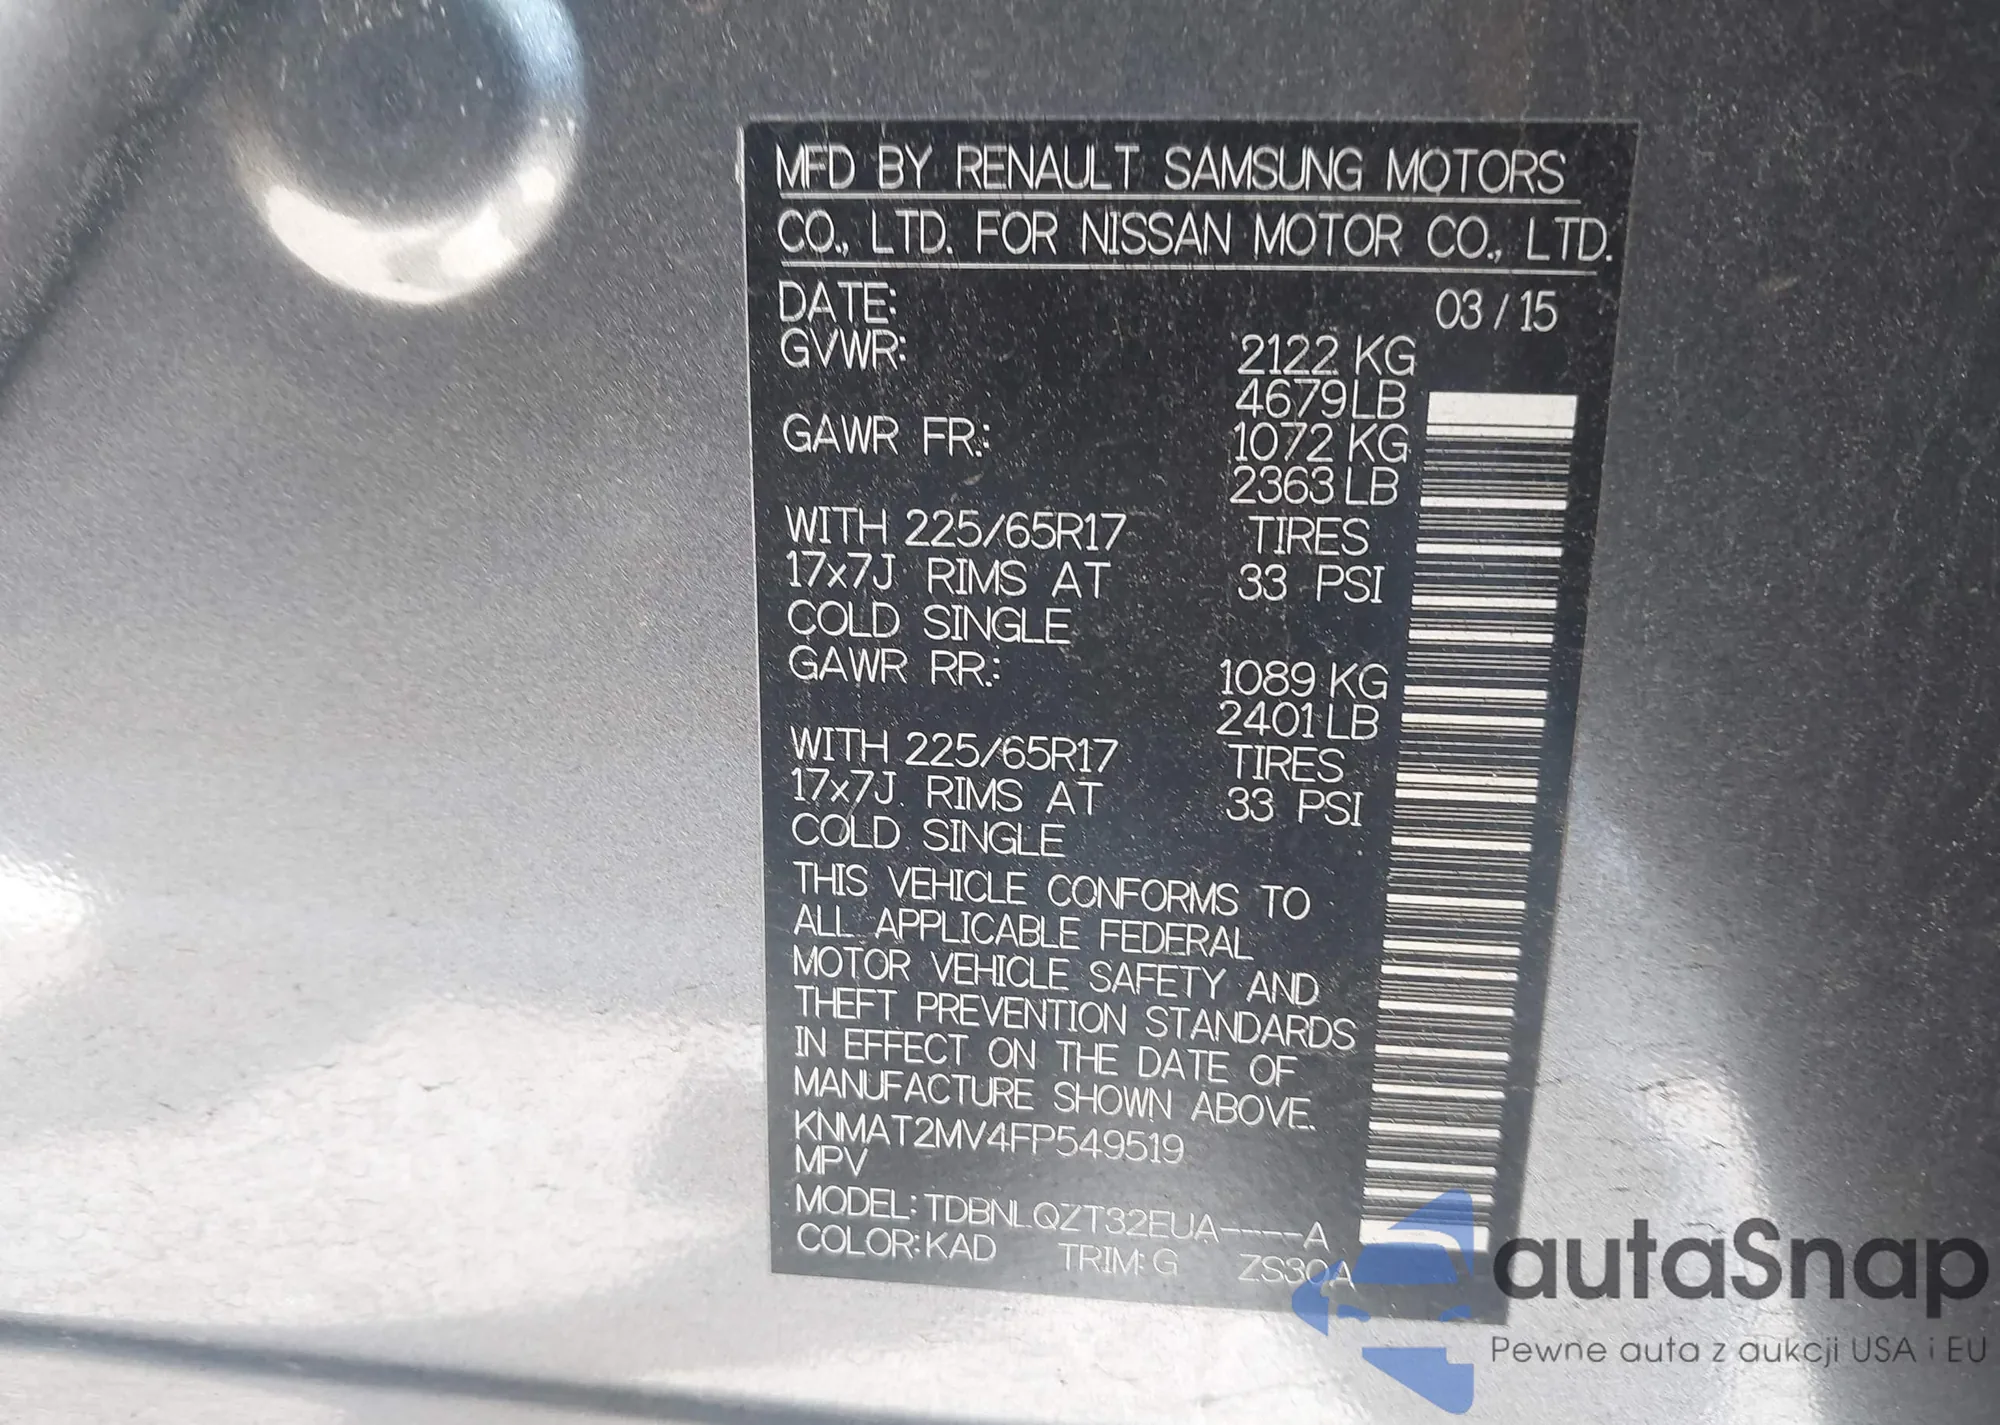 MFD BY RENAULT SAMSUNG MOTORS
CO., LTD. FOR NISSAN MOTOR CO., LTD.
DATE: 03 / 15
GVWR: 2122 KG
4679 LB
GAWR FR.: 1072 KG
2363 LB
WITH 225/65R17 TIRES
17x7J RIMS AT 33 PSI
COLD SINGLE
GAWR RR.: 1089 KG
2401 LB
WITH 225/65R17 TIRES
17x7J RIMS AT 33 PSI
COLD SINGLE
THIS VEHICLE CONFORMS TO
ALL APPLICABLE FEDERAL
MOTOR VEHICLE SAFETY AND
THEFT PREVENTION STANDARDS
IN EFFECT ON THE DATE OF
MANUFACTURE SHOWN ABOVE.
KNMAT2MV4FP549519
MPV
MODEL: TDBNLQZT32EUA----A
COLOR: KAD TRIM: G ZS30A
autaSnap
Pewne auta z aukcji USA i EU